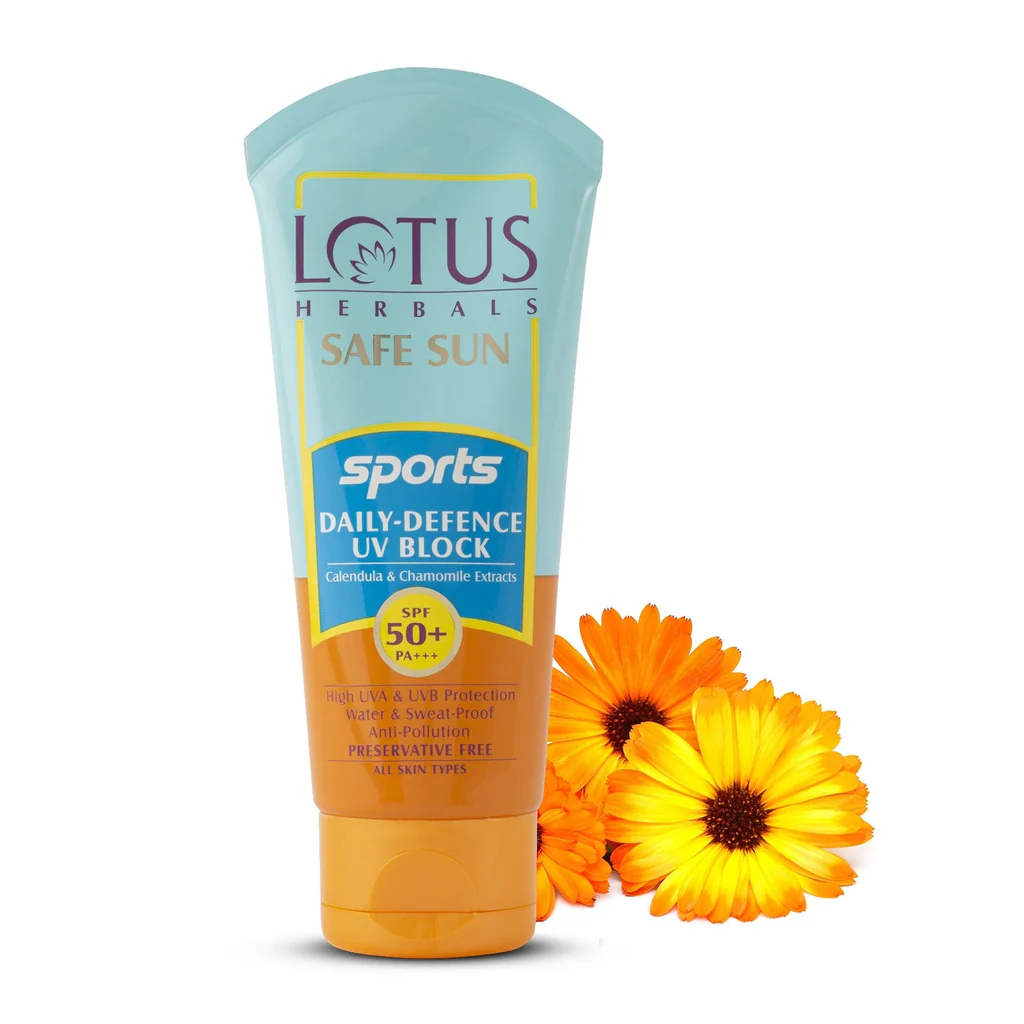 LOTUS
HERBALS
SAFE SUN
sports
DAILY-DEFENCE
UV BLOCK
Calendula & Chamomile Extracts
SPF
50+
PA+++
High UVA & UVB Protection
Water & Sweat-Proof
Anti-Pollution
PRESERVATIVE FREE
ALL SKIN TYPES